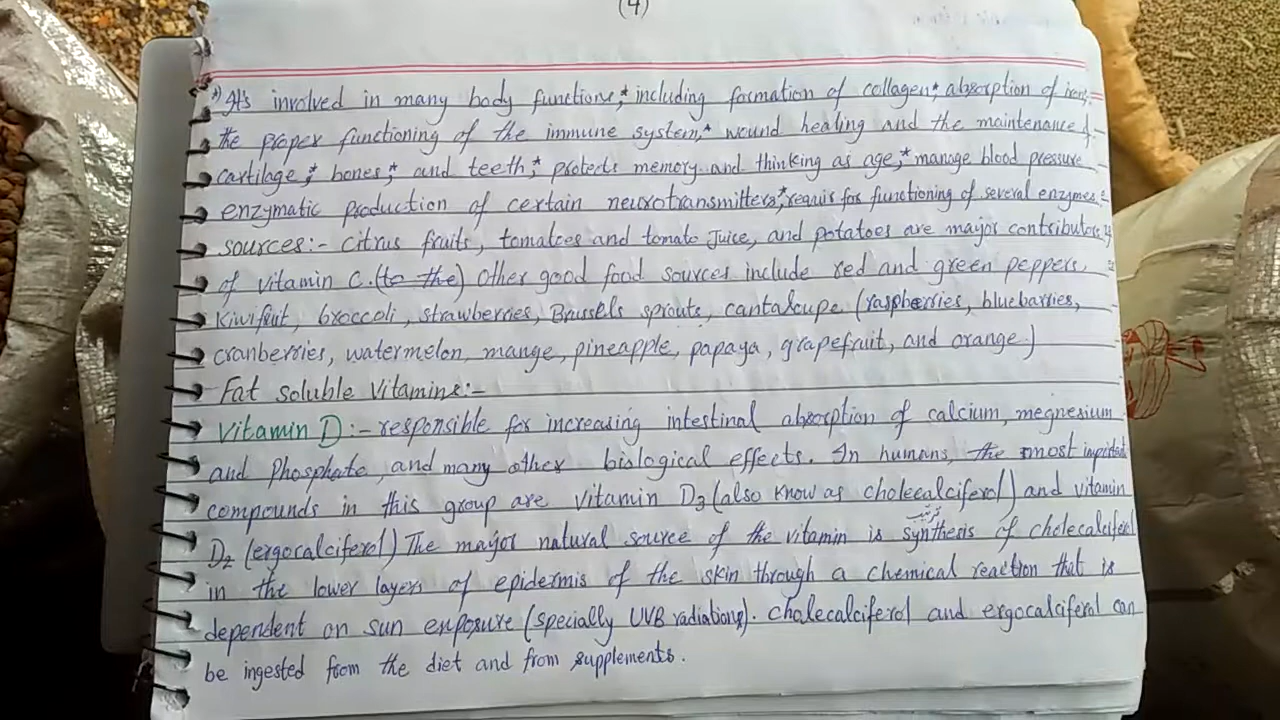 (4)
*) It's involved in many body functions,* including formation of collagen* absorption of iron,
the proper functioning of the immune system,* wound healing and the maintenance of
cartilage,* bones,* and teeth,* protects memory and thinking as age,* manage blood pressure
enzymatic production of certain neurotransmitters,* requir for functioning of several enzymes
sources:- Citrus fruits, tomatoes and tomato Juice, and potatoes are major contributors
of vitamin C. (to the) Other good food sources include red and green peppers,
Kiwifruit, broccoli, strawberries, Brussels sprouts, cantaloupe (raspberries, bluebarries,
cranberries, watermelon, mange, pineapple, papaya, grapefruit, and orange)
Fat soluble Vitamins:-
Vitamin D:- responsible for increasing intestinal absorption of calcium, megnesium
and Phosphate, and many other biological effects. In humans, the most important
compounds in this group are vitamin D3 (also know as cholecalciferol) and vitamin
ترتیب
D2 (ergocalciferol) The major natural source of the vitamin is synthesis of cholecalciferol
in the lower layers of epidermis of the skin through a chemical reaction that is
dependent on sun enposure (specially UVB radiation). Cholecalciferol and ergocalciferol can
be ingested from the diet and from supplements.